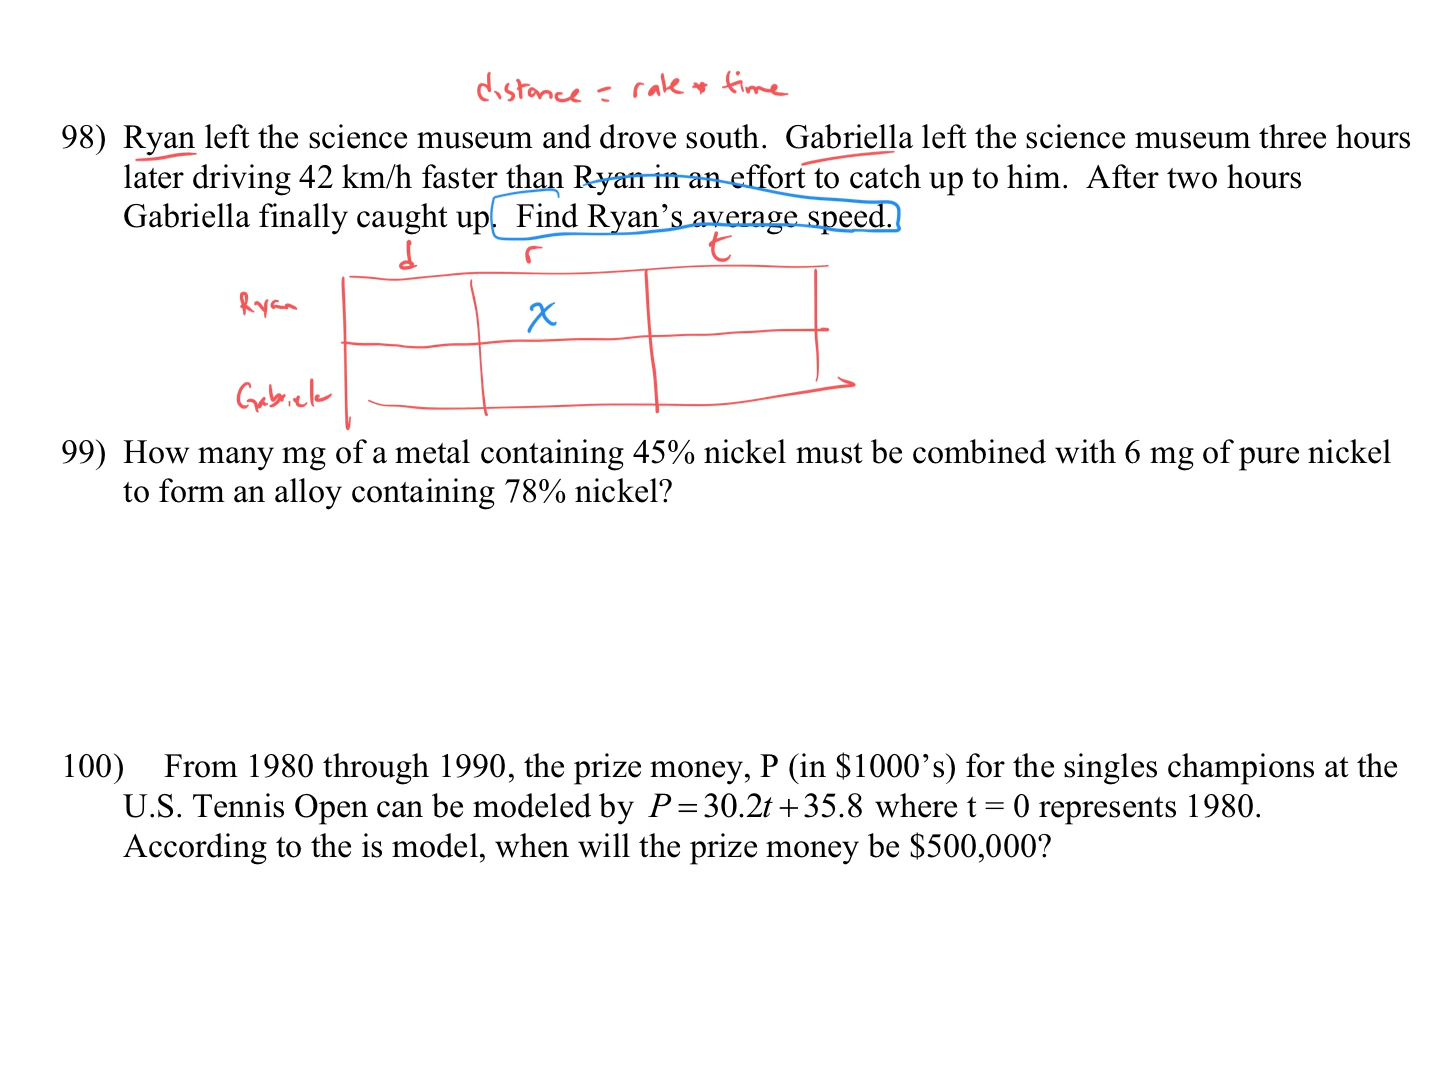 distance = rate * time
98) Ryan left the science museum and drove south. Gabriella left the science museum three hours
later driving 42 km/h faster than Ryan in an effort to catch up to him. After two hours
Gabriella finally caught up. Find Ryan's average speed.
d r t
Ryan x
Gabriela
99) How many mg of a metal containing 45% nickel must be combined with 6 mg of pure nickel
to form an alloy containing 78% nickel?
100) From 1980 through 1990, the prize money, P (in $1000's) for the singles champions at the
U.S. Tennis Open can be modeled by P = 30.2t + 35.8 where t = 0 represents 1980.
According to the is model, when will the prize money be $500,000?